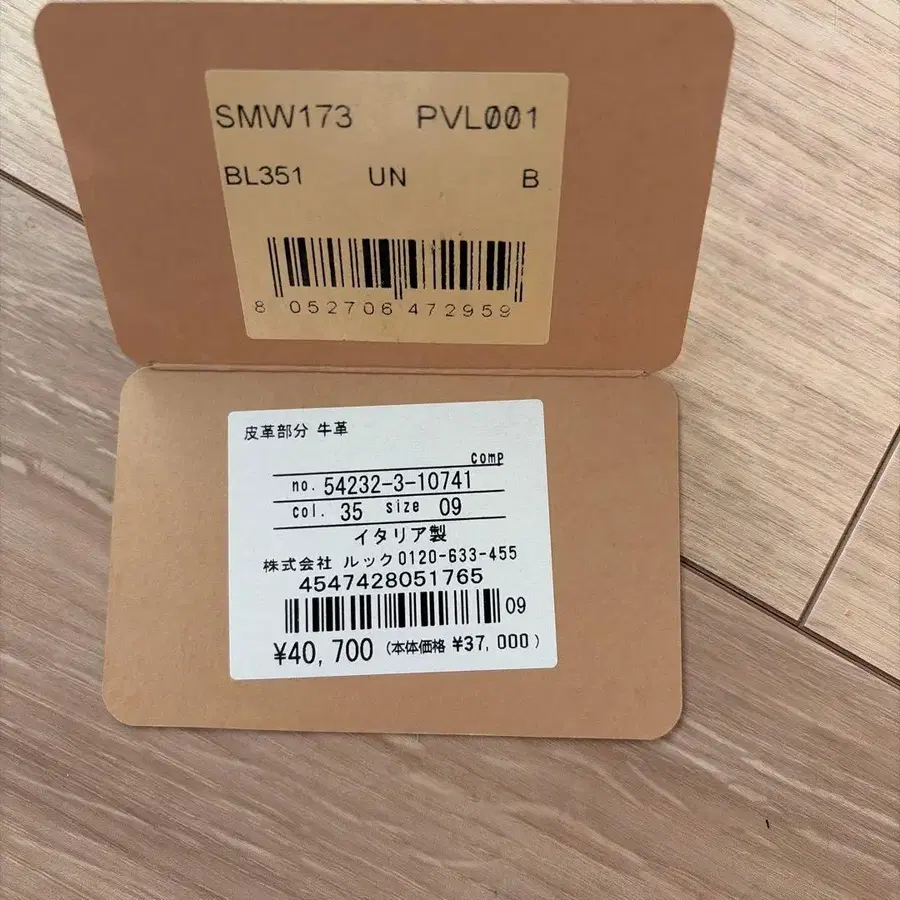 SMW173 PVL001
BL351 UN B
8 052706 472959
皮革部分 牛革
comp
no. 54232-3-10741
col. 35 size 09
イタリア製
株式会社 ルック 0120-633-455
4547428051765
09
¥40,700 (本体価格 ¥37,000)